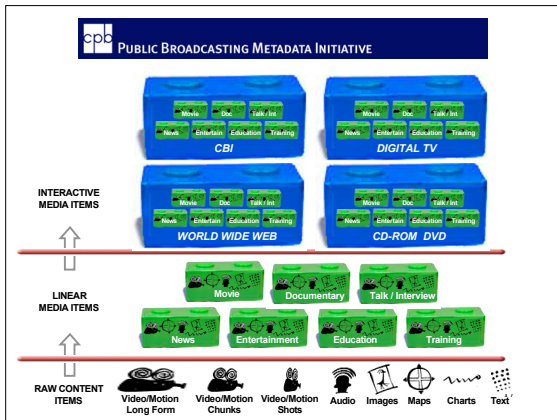 cpb PUBLIC BROADCASTING METADATA INITIATIVE
Movie Doc Talk / Int
News Entertain Education Training
CBI
Movie Doc Talk / Int
News Entertain Education Training
DIGITAL TV
INTERACTIVE
MEDIA ITEMS
Movie Doc Talk / Int
News Entertain Education Training
WORLD WIDE WEB
Movie Doc Talk / Int
News Entertain Education Training
CD-ROM DVD
LINEAR
MEDIA ITEMS
Movie Documentary Talk / Interview
News Entertainment Education Training
RAW CONTENT
ITEMS
Video/Motion
Long Form
Video/Motion
Chunks
Video/Motion
Shots
Audio Images Maps Charts Text